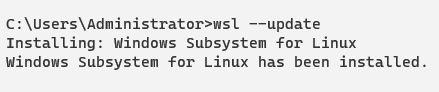 C:\Users\Administrator>wsl --update
Installing: Windows Subsystem for Linux
Windows Subsystem for Linux has been installed.